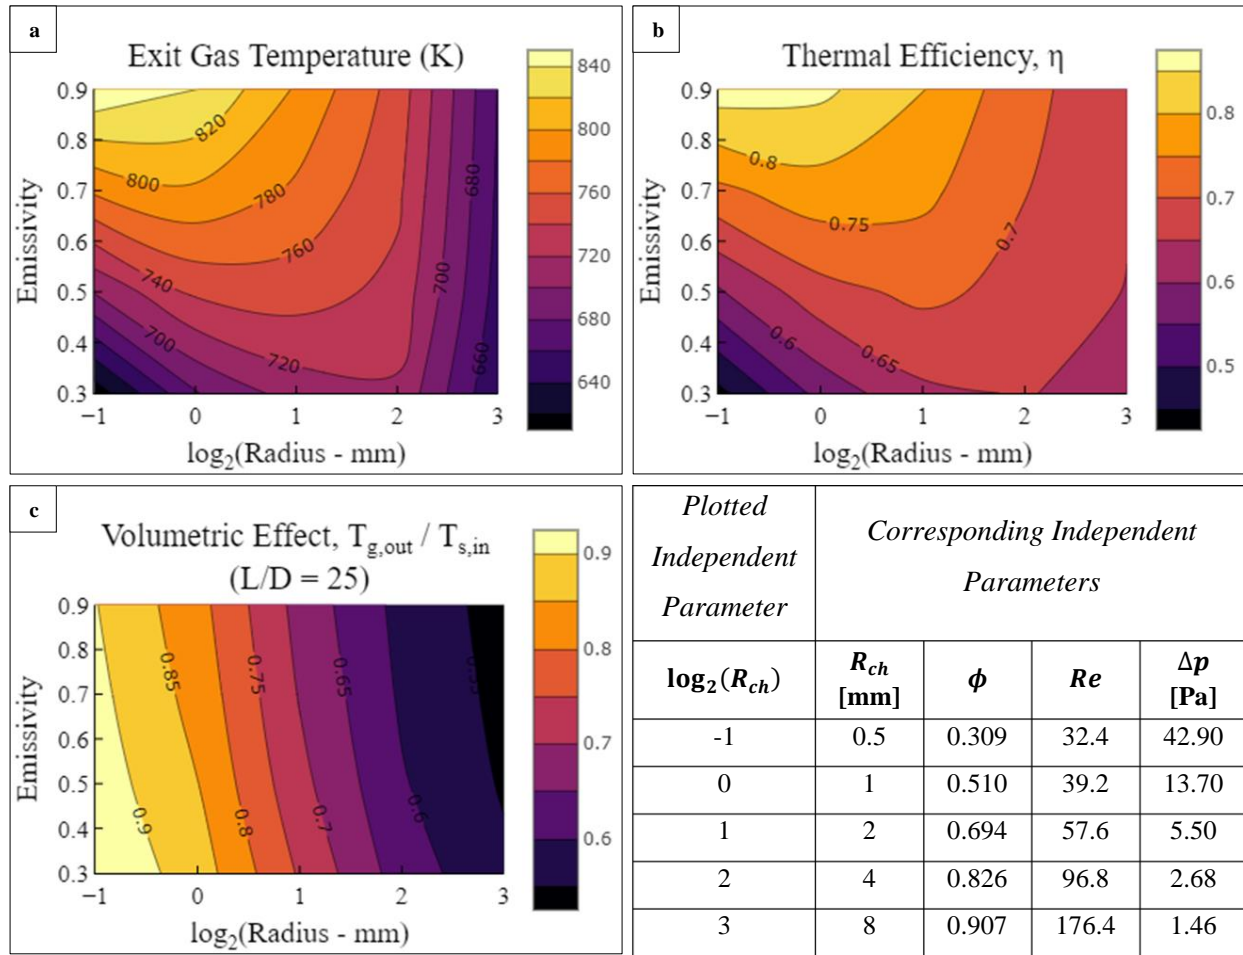 a
Exit Gas Temperature (K)
0.9
0.8
0.7
0.6
0.5
0.4
0.3
Emissivity
820
800
780
760
740
700
720
700
680
660
−1 0 1 2 3
log₂(Radius - mm)
840
800
760
720
680
640
b
Thermal Efficiency, η
0.9
0.8
0.7
0.6
0.5
0.4
0.3
Emissivity
0.8
0.75
0.7
0.6
0.65
−1 0 1 2 3
log₂(Radius - mm)
0.8
0.7
0.6
0.5
c
Volumetric Effect, T_g,out / T_s,in
(L/D = 25)
0.9
0.8
0.7
0.6
0.5
0.4
0.3
Emissivity
0.85
0.75
0.65
0.9
0.8
0.7
0.6
−1 0 1 2 3
log₂(Radius - mm)
0.9
0.8
0.7
0.6
Plotted
Independent
Parameter
Corresponding Independent
Parameters
log₂(R_ch) R_ch [mm] ϕ Re Δp [Pa]
-1 0.5 0.309 32.4 42.90
0 1 0.510 39.2 13.70
1 2 0.694 57.6 5.50
2 4 0.826 96.8 2.68
3 8 0.907 176.4 1.46